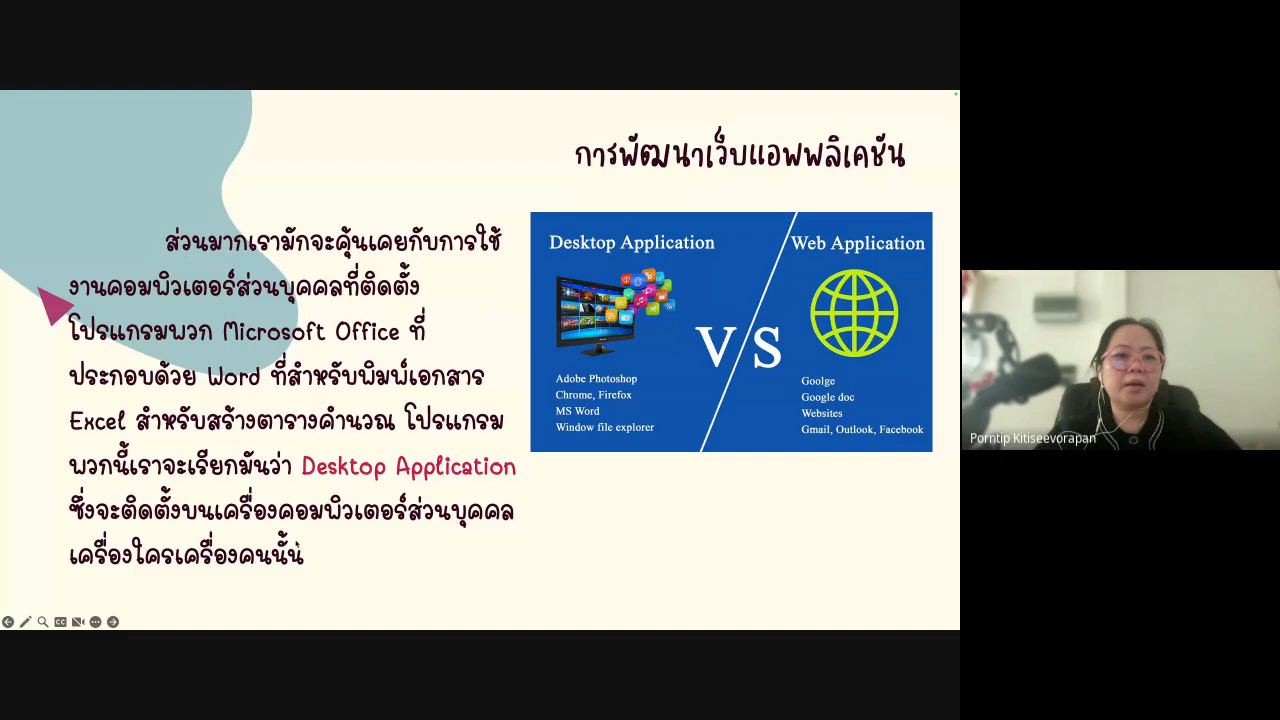 การพัฒนาเว็บแอฟฟลิเคชัน
ส่วนมากเรามักจะคุ้นเคยกับการใช้
งานคอมพิวเตอร์ส่วนบุคคลที่ติดตั้ง
โปรแกรมพวก Microsoft Office ที่
ประกอบด้วย Word ที่สำหรับพิมพ์เอกสาร
Excel สำหรับสร้างตารางคำนวณ โปรแกรม
พวกนี้เราจะเรียกมันว่า Desktop Application
ซึ่งจะติดตั้งบนเครื่องคอมพิวเตอร์ส่วนบุคคล
เครื่องใครเครื่องคนนั้น
Desktop Application
Adobe Photoshop
Chrome, Firefox
MS Word
Window file explorer
VS
Web Application
Goolge
Google doc
Websites
Gmail, Outlook, Facebook
Porntip Kitiseevorapan